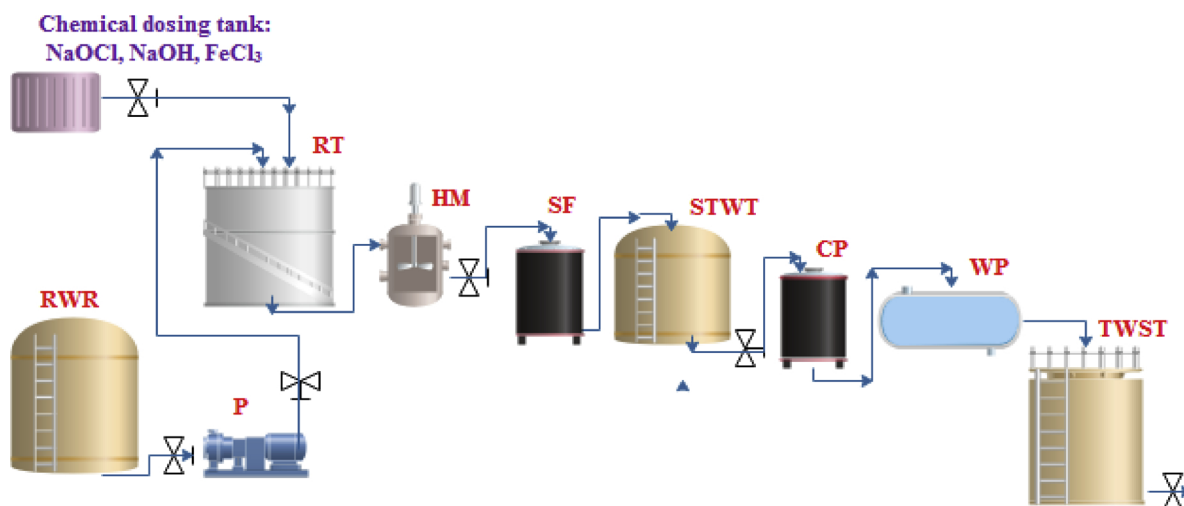 Chemical dosing tank:
NaOCl, NaOH, FeCl₃
RT
HM
SF
STWT
CP
WP
TWST
RWR
P